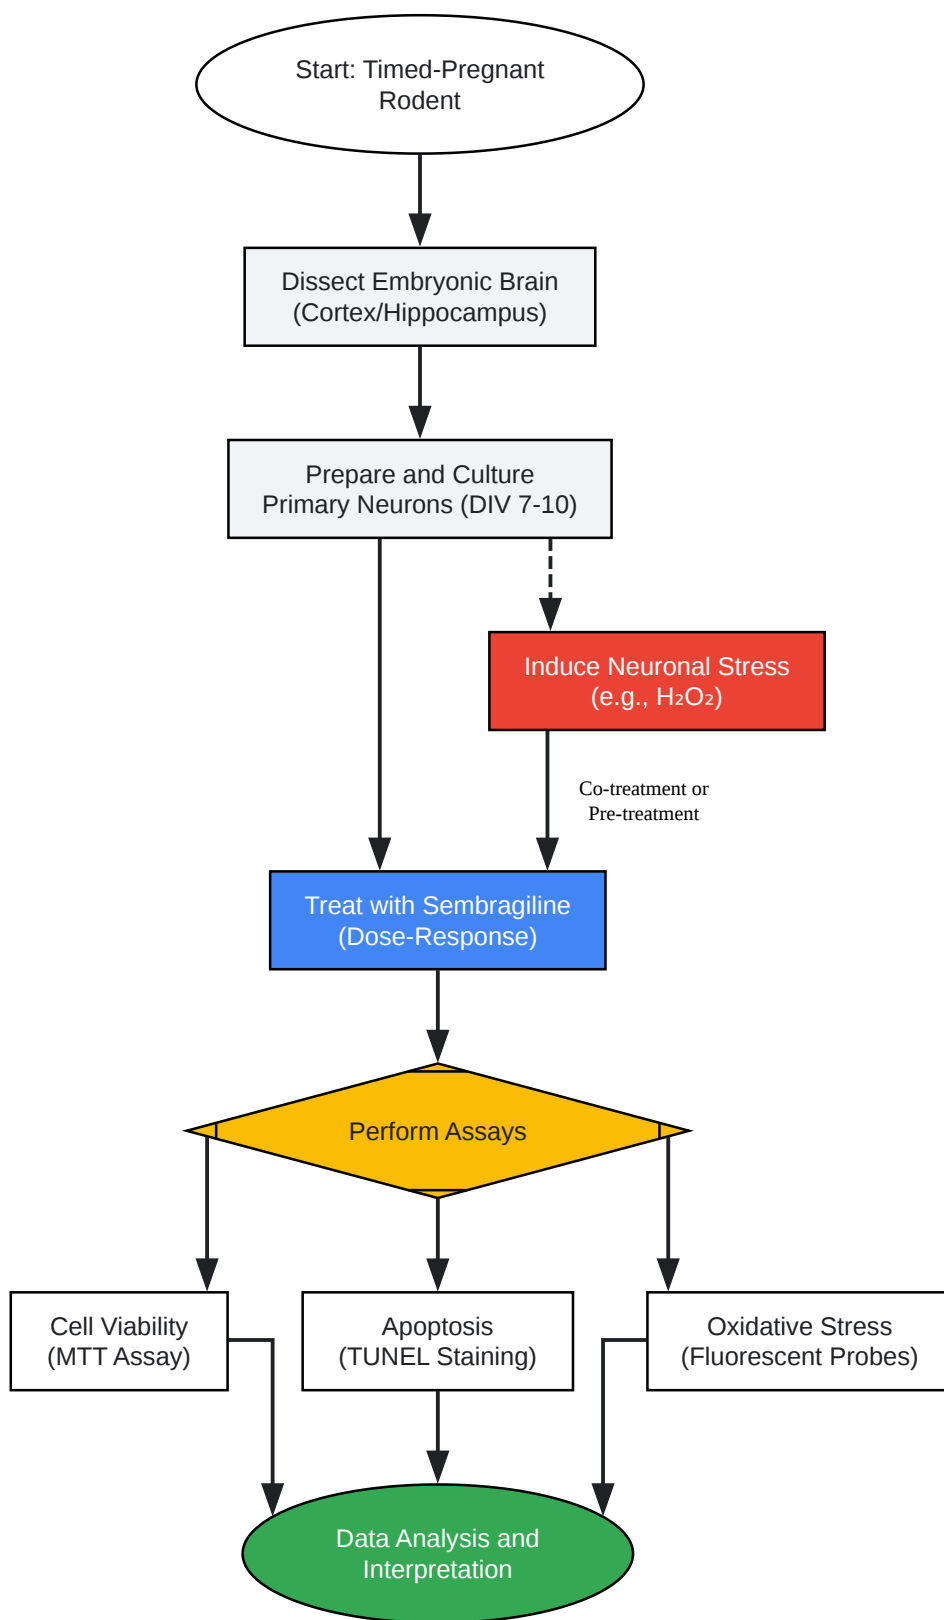 Start: Timed-Pregnant
Rodent
Dissect Embryonic Brain
(Cortex/Hippocampus)
Prepare and Culture
Primary Neurons (DIV 7-10)
Induce Neuronal Stress
(e.g., H₂O₂)
Co-treatment or
Pre-treatment
Treat with Sembragiline
(Dose-Response)
Perform Assays
Cell Viability
(MTT Assay)
Apoptosis
(TUNEL Staining)
Oxidative Stress
(Fluorescent Probes)
Data Analysis and
Interpretation